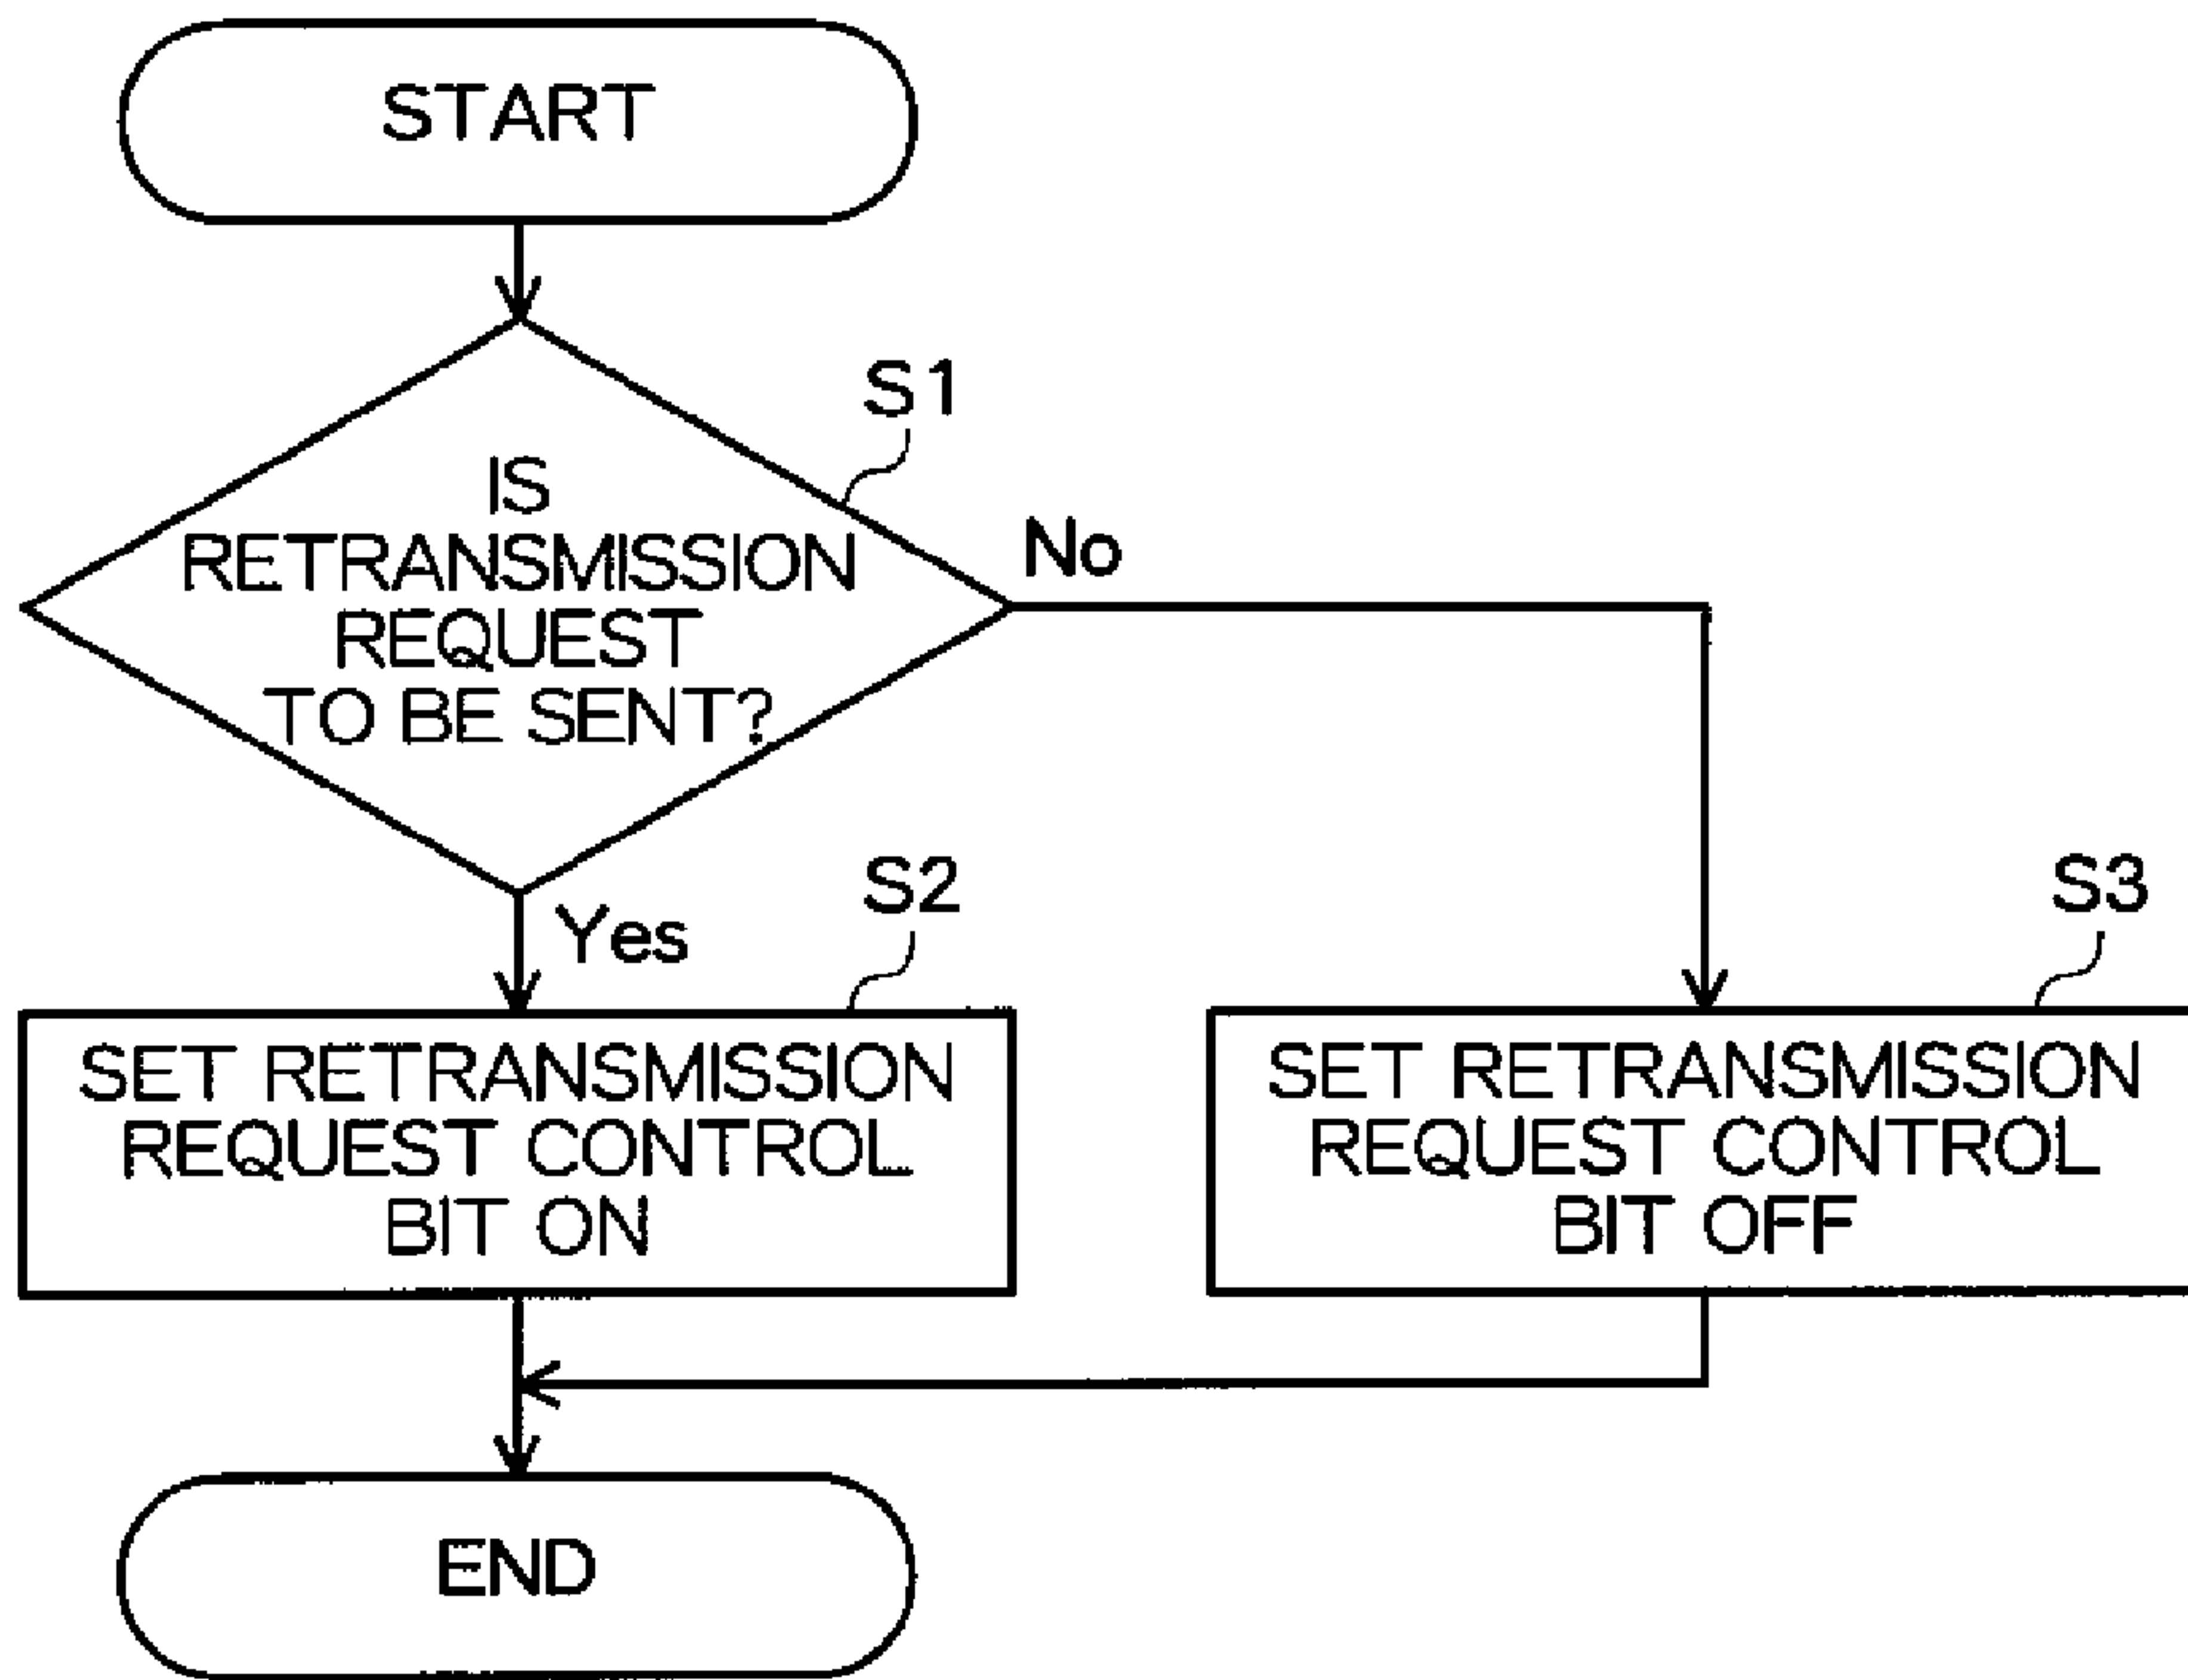 START
S1
IS
RETRANSMISSION
REQUEST
TO BE SENT?
No
Yes
S2
SET RETRANSMISSION
REQUEST CONTROL
BIT ON
S3
SET RETRANSMISSION
REQUEST CONTROL
BIT OFF
END